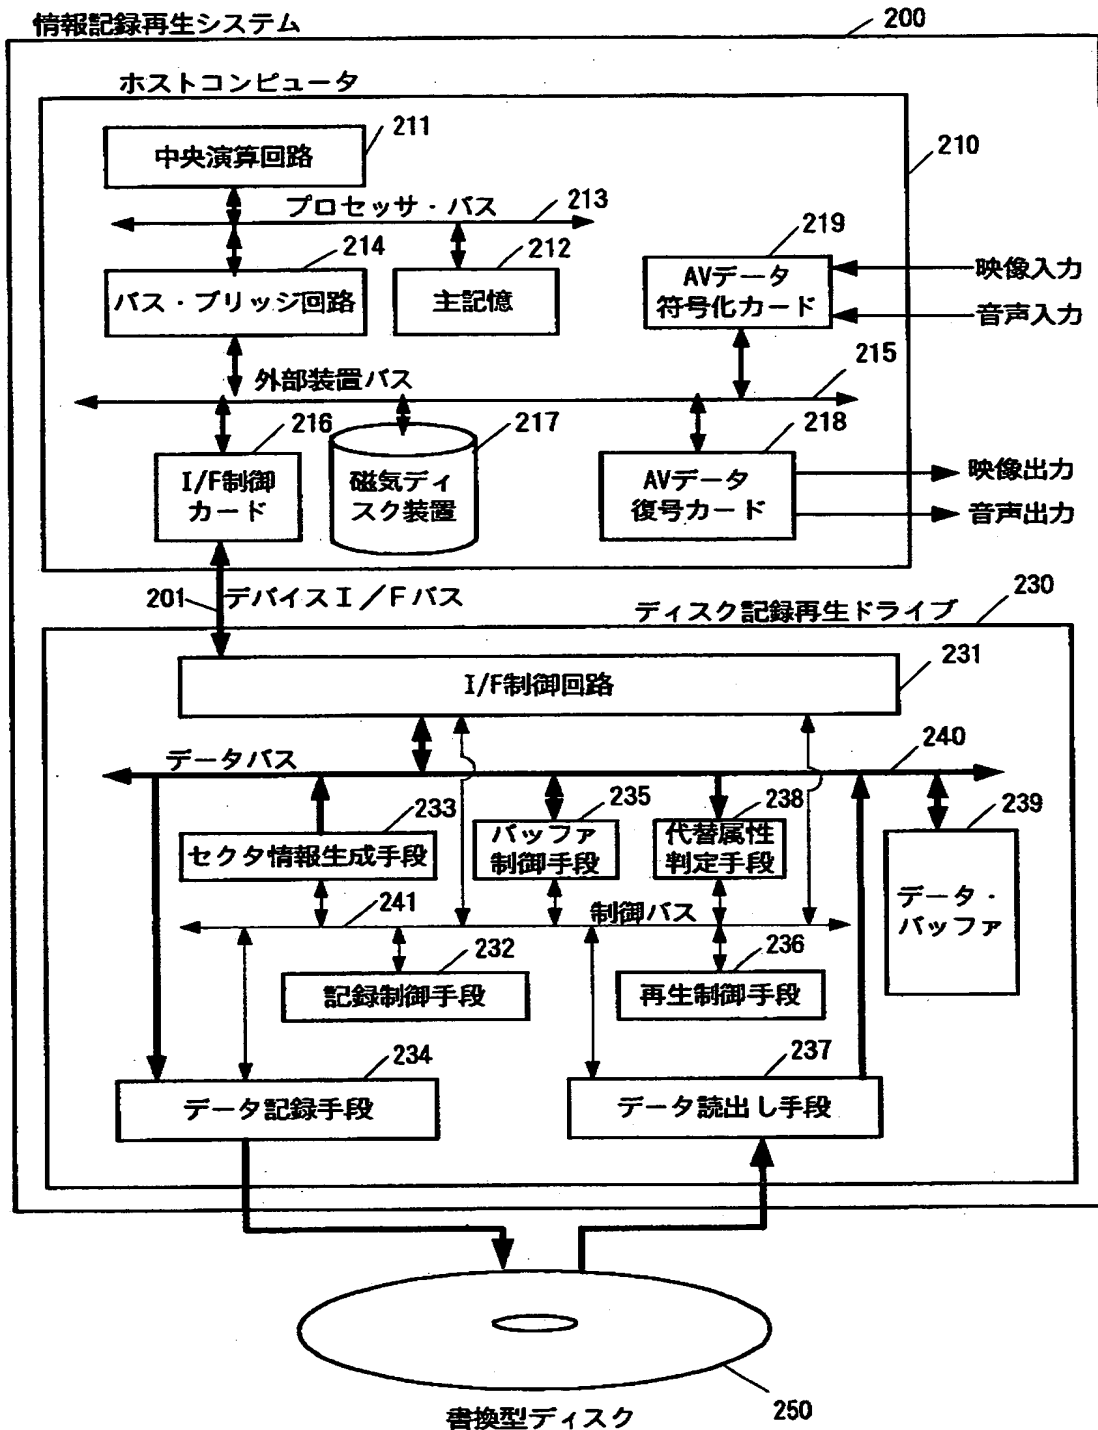 情報記録再生システム
200
ホストコンピュータ
211
中央演算回路
210
プロセッサ・バス
213
214
212
219
バス・ブリッジ回路
主記憶
AVデータ
符号化カード
映像入力
音声入力
外部装置バス
215
216
217
218
I/F制御
カード
磁気ディ
スク装置
AVデータ
復号カード
映像出力
音声出力
201
デバイスI/Fバス
ディスク記録再生ドライブ
230
231
I/F制御回路
データバス
240
233
235
238
239
セクタ情報生成手段
バッファ
制御手段
代替属性
判定手段
データ・
バッファ
241
制御バス
232
236
記録制御手段
再生制御手段
234
237
データ記録手段
データ読出し手段
250
書換型ディスク